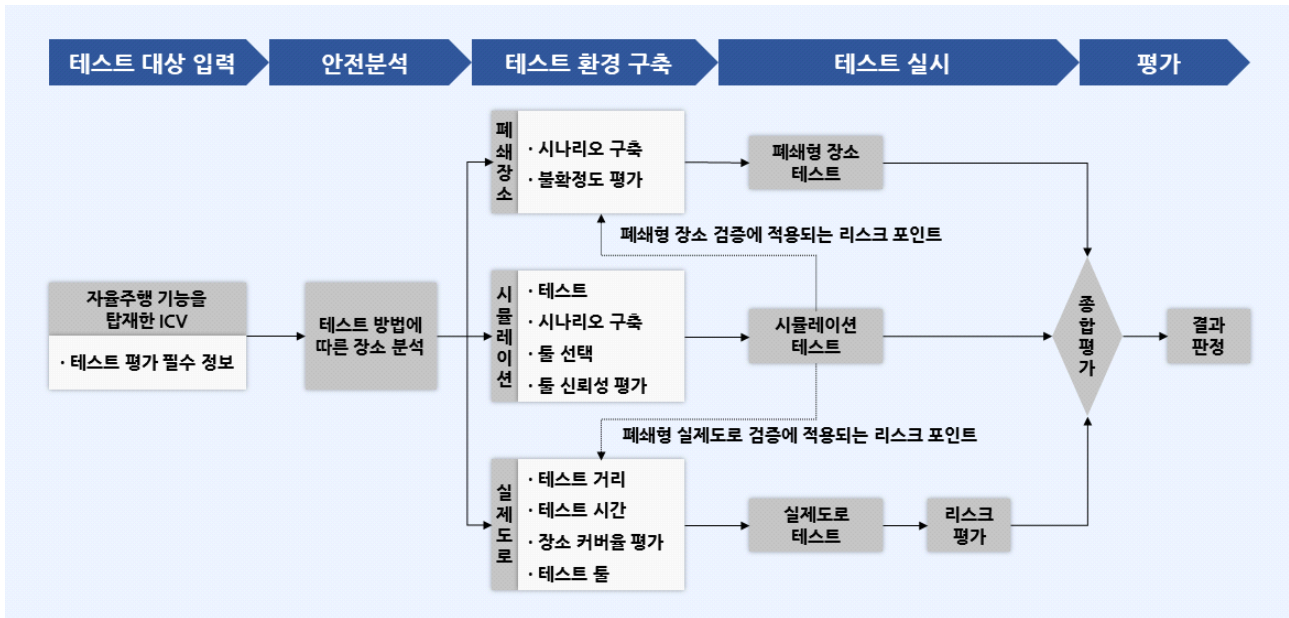 테스트 대상 입력
안전분석
테스트 환경 구축
테스트 실시
평가
자율주행 기능을
탑재한 ICV
· 테스트 평가 필수 정보
테스트 방법에
따른 장소 분석
폐쇄장소
· 시나리오 구축
· 불확정도 평가
폐쇄형 장소
테스트
폐쇄형 장소 검증에 적용되는 리스크 포인트
시뮬레이션
· 테스트
· 시나리오 구축
· 툴 선택
· 툴 신뢰성 평가
시뮬레이션
테스트
폐쇄형 실제도로 검증에 적용되는 리스크 포인트
실제도로
· 테스트 거리
· 테스트 시간
· 장소 커버율 평가
· 테스트 툴
실제도로
테스트
리스크
평가
종합평가
결과
판정